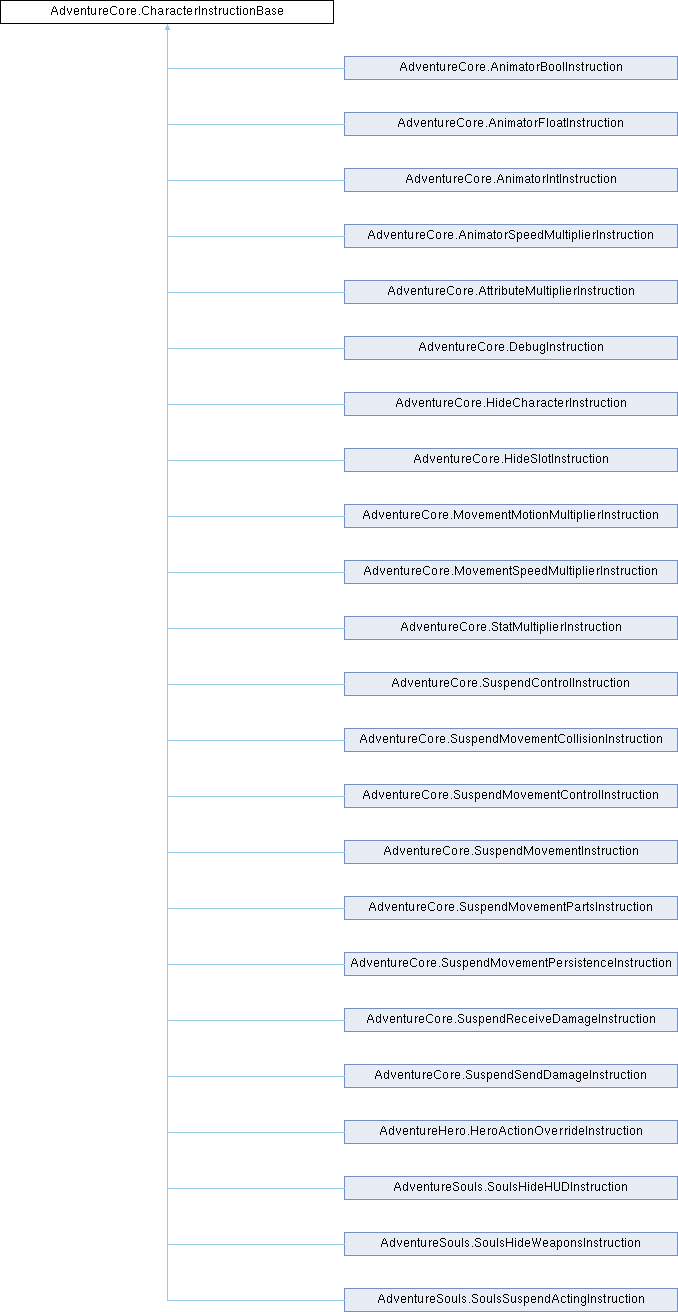 AdventureCore.CharacterInstructionBase
AdventureCore.AnimatorBoolInstruction
AdventureCore.AnimatorFloatInstruction
AdventureCore.AnimatorIntInstruction
AdventureCore.AnimatorSpeedMultiplierInstruction
AdventureCore.AttributeMultiplierInstruction
AdventureCore.DebugInstruction
AdventureCore.HideCharacterInstruction
AdventureCore.HideSlotInstruction
AdventureCore.MovementMotionMultiplierInstruction
AdventureCore.MovementSpeedMultiplierInstruction
AdventureCore.StatMultiplierInstruction
AdventureCore.SuspendControlInstruction
AdventureCore.SuspendMovementCollisionInstruction
AdventureCore.SuspendMovementControlInstruction
AdventureCore.SuspendMovementInstruction
AdventureCore.SuspendMovementPartsInstruction
AdventureCore.SuspendMovementPersistenceInstruction
AdventureCore.SuspendReceiveDamageInstruction
AdventureCore.SuspendSendDamageInstruction
AdventureHero.HeroActionOverrideInstruction
AdventureSouls.SoulsHideHUDInstruction
AdventureSouls.SoulsHideWeaponsInstruction
AdventureSouls.SoulsSuspendActingInstruction